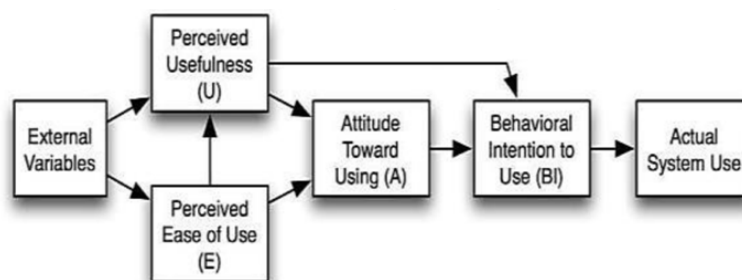 External
Variables
Perceived
Usefulness
(U)
Perceived
Ease of Use
(E)
Attitude
Toward
Using (A)
Behavioral
Intention to
Use (BI)
Actual
System Use